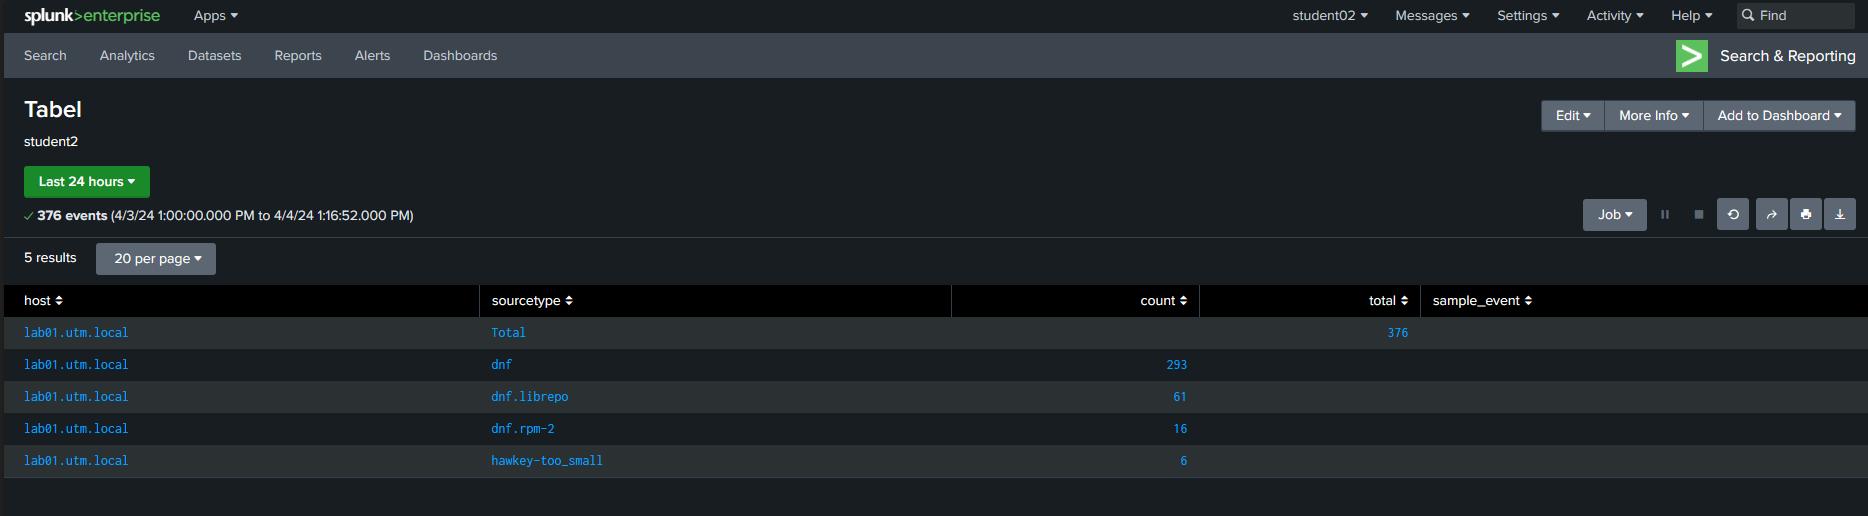 splunk>enterprise Apps student02 Messages Settings Activity Help Find
Search Analytics Datasets Reports Alerts Dashboards Search & Reporting
Tabel
Edit More Info Add to Dashboard
student2
Last 24 hours
376 events (4/3/24 1:00:00.000 PM to 4/4/24 1:16:52.000 PM)
Job
5 results 20 per page
host sourcetype count total sample_event
lab01.utm.local Total 376
lab01.utm.local dnf 293
lab01.utm.local dnf.librepo 61
lab01.utm.local dnf.rpm-2 16
lab01.utm.local hawkey-too_small 6